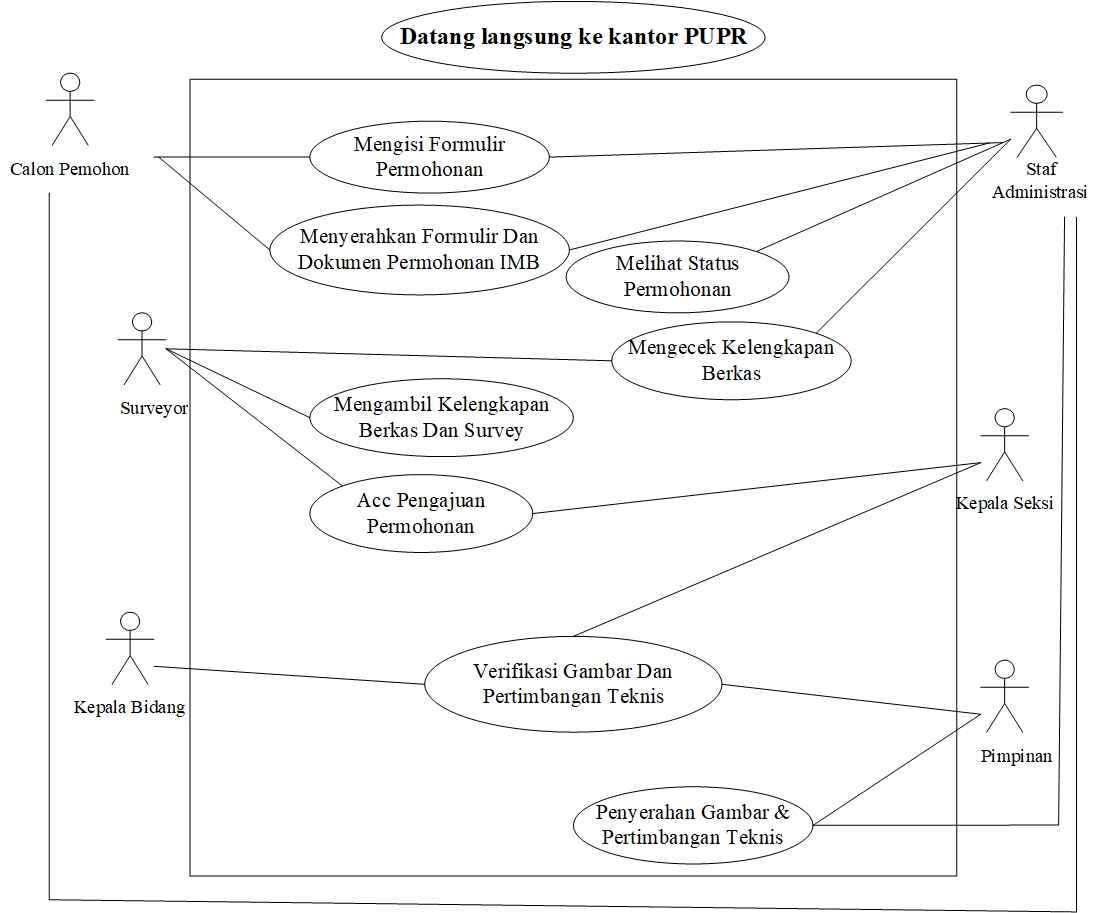 Datang langsung ke kantor PUPR
Calon Pemohon
Mengisi Formulir
Permohonan
Staf
Administrasi
Menyerahkan Formulir Dan
Dokumen Permohonan IMB
Melihat Status
Permohonan
Mengecek Kelengkapan
Berkas
Surveyor
Mengambil Kelengkapan
Berkas Dan Survey
Acc Pengajuan
Permohonan
Kepala Seksi
Verifikasi Gambar Dan
Pertimbangan Teknis
Kepala Bidang
Pimpinan
Penyerahan Gambar &
Pertimbangan Teknis